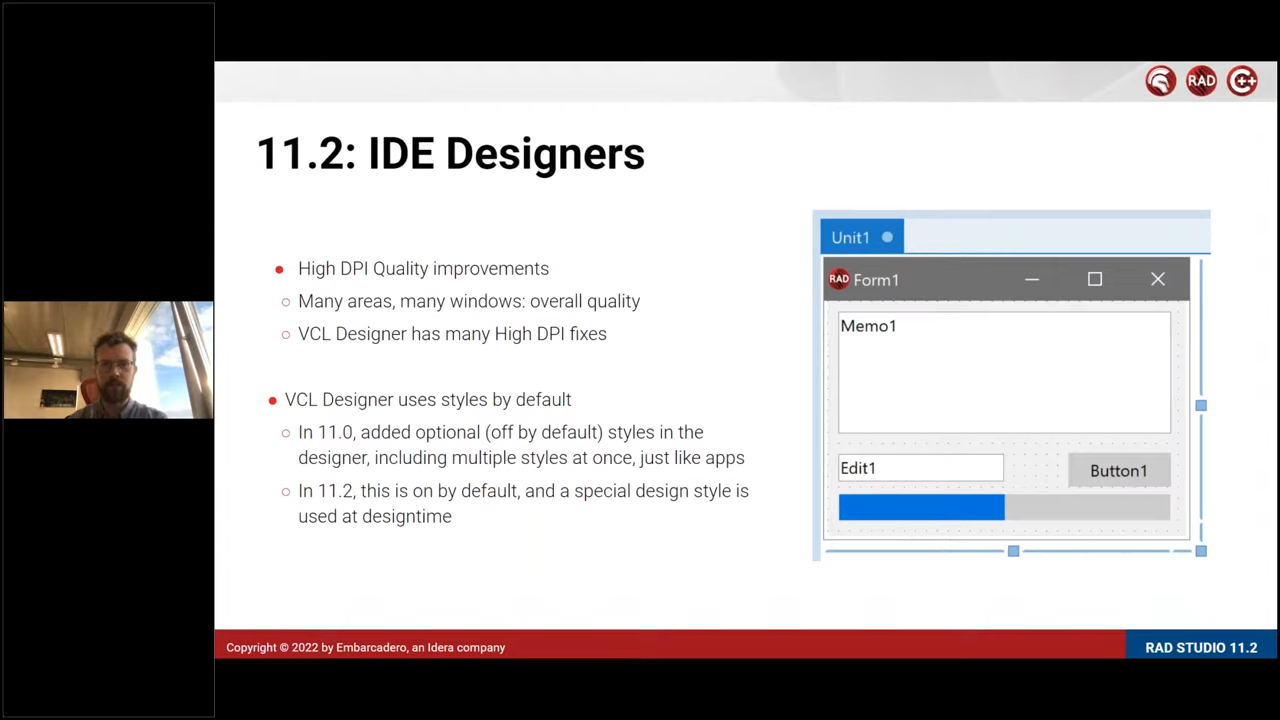 RAD
C++
11.2: IDE Designers
High DPI Quality improvements
Many areas, many windows: overall quality
VCL Designer has many High DPI fixes
VCL Designer uses styles by default
In 11.0, added optional (off by default) styles in the
designer, including multiple styles at once, just like apps
In 11.2, this is on by default, and a special design style is
used at designtime
Unit1
RAD Form1
Memo1
Edit1
Button1
Copyright © 2022 by Embarcadero, an Idera company
RAD STUDIO 11.2